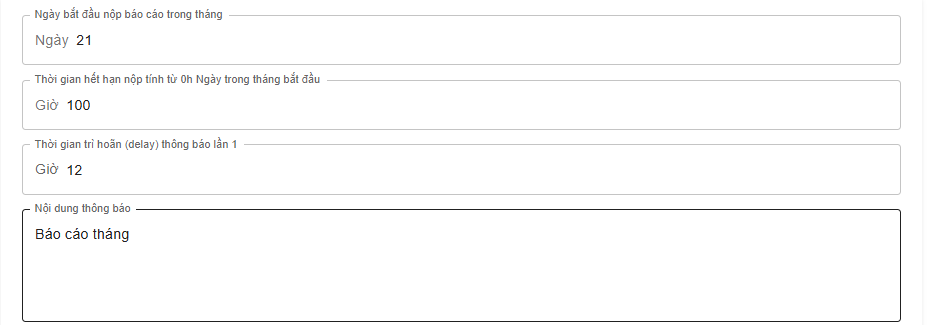 Ngày bắt đầu nộp báo cáo trong tháng
Ngày 21
Thời gian hết hạn nộp tính từ 0h Ngày trong tháng bắt đầu
Giờ 100
Thời gian trì hoãn (delay) thông báo lần 1
Giờ 12
Nội dung thông báo
Báo cáo tháng